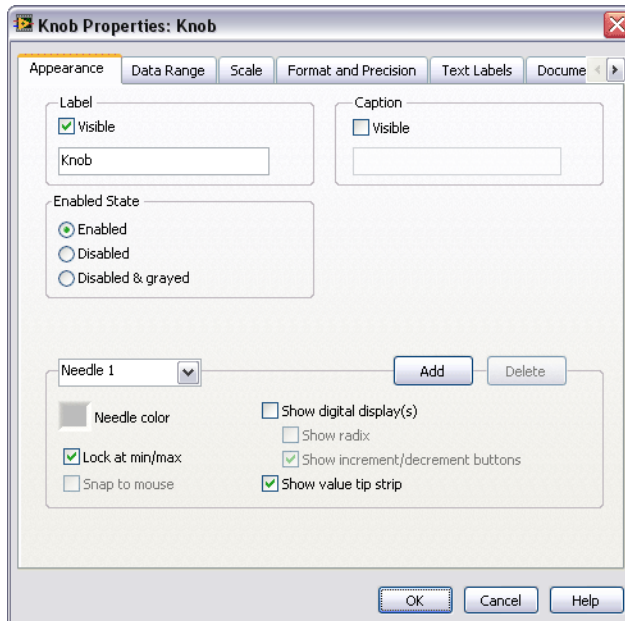 Knob Properties: Knob
Appearance Data Range Scale Format and Precision Text Labels Docume
Label
Visible
Knob
Caption
Visible
Enabled State
Enabled
Disabled
Disabled & grayed
Needle 1
Add
Delete
Needle color
Lock at min/max
Snap to mouse
Show digital display(s)
Show radix
Show increment/decrement buttons
Show value tip strip
OK Cancel Help